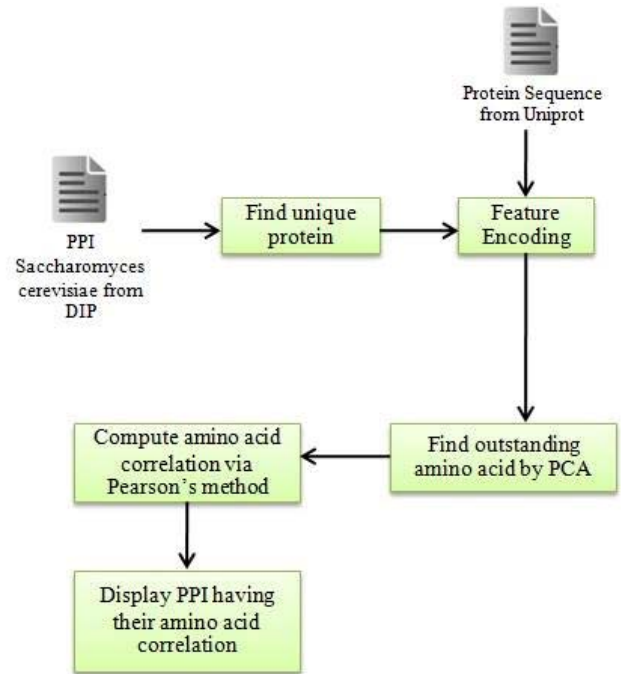 Protein Sequence
from Uniprot
PPI
Saccharomyces
cerevisiae from
DIP
Find unique
protein
Feature
Encoding
Find outstanding
amino acid by PCA
Compute amino acid
correlation via
Pearson's method
Display PPI having
their amino acid
correlation